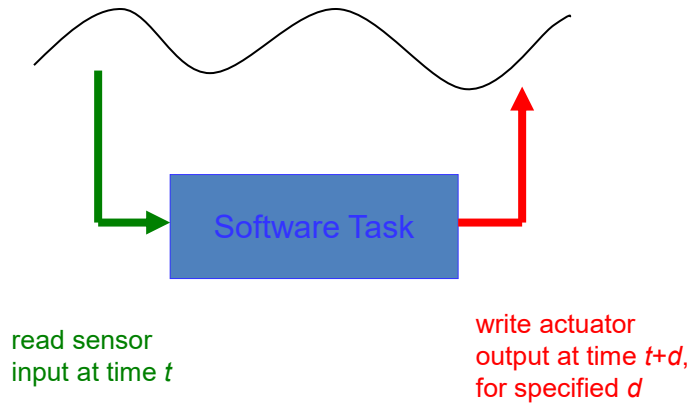 Software Task
read sensor
input at time t
write actuator
output at time t+d,
for specified d